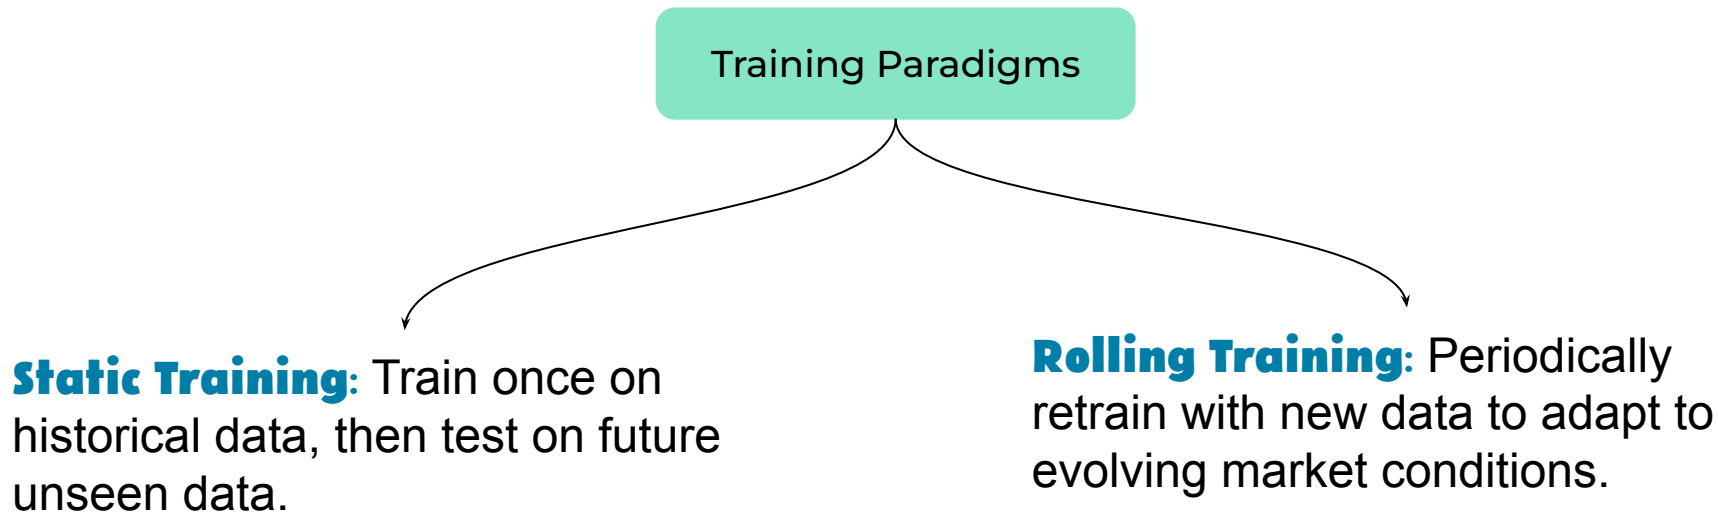 Training Paradigms
Static Training: Train once on
historical data, then test on future
unseen data.
Rolling Training: Periodically
retrain with new data to adapt to
evolving market conditions.